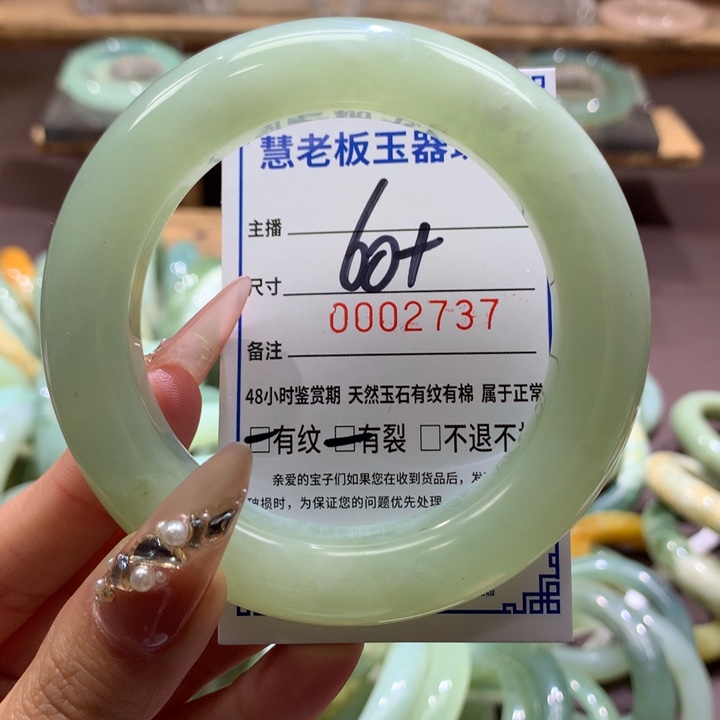 慧老板玉器
主播
60+
尺寸
0002737
备注
48小时鉴赏期 天然玉石有纹有棉 属于正常
□有纹 □有裂 □不退不
亲爱的宝子们如果您在收到货品后,发
破损时,为保证您的问题优先处理